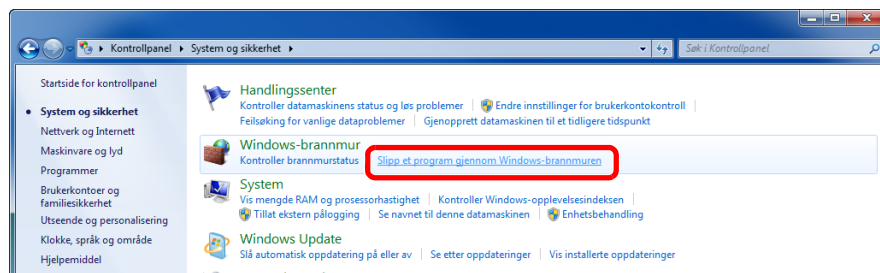 Kontrollpanel System og sikkerhet Søk i Kontrollpanel
Startside for kontrollpanel
System og sikkerhet
Nettverk og Internett
Maskinvare og lyd
Programmer
Brukerkontoer og
familiesikkerhet
Utseende og personalisering
Klokke, språk og område
Hjelpemiddel
Handlingssenter
Kontroller datamaskinens status og løs problemer Endre innstillinger for brukerkontokontroll
Feilsøking for vanlige dataproblemer Gjenopprett datamaskinen til et tidligere tidspunkt
Windows-brannmur
Kontroller brannmurstatus Slipp et program gjennom Windows-brannmuren
System
Vis mengde RAM og prosessorhastighet Kontroller Windows-opplevelsesindeksen
Tillat ekstern pålogging Se navnet til denne datamaskinen Enhetsbehandling
Windows Update
Slå automatisk oppdatering på eller av Se etter oppdateringer Vis installerte oppdateringer